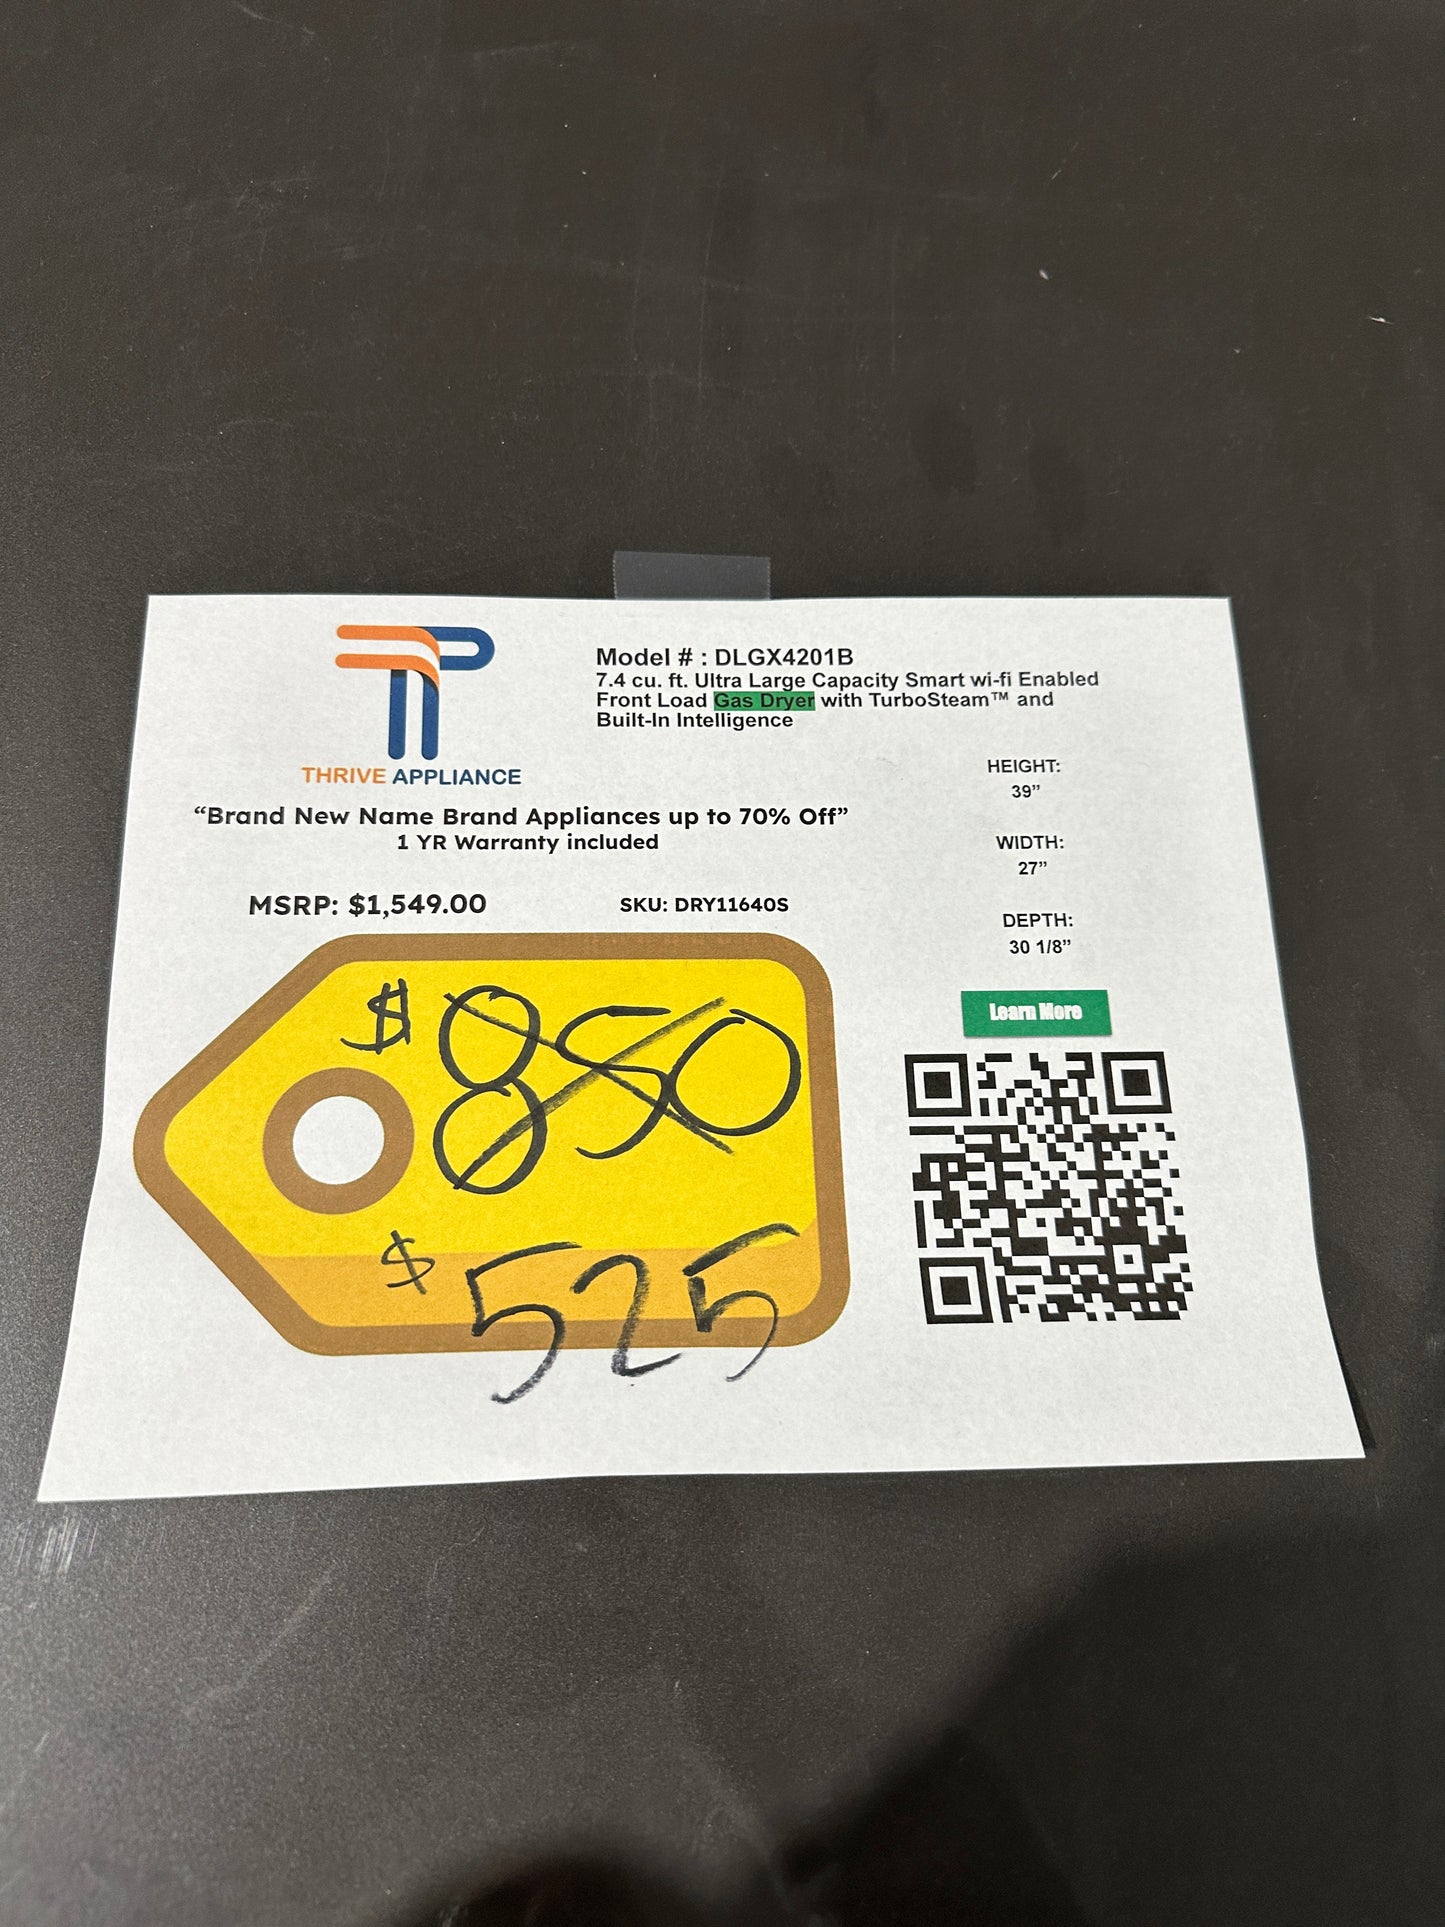 THRIVE APPLIANCE
Model # : DLGX4201B
7.4 cu. ft. Ultra Large Capacity Smart wi-fi Enabled
Front Load Gas Dryer with TurboSteam™ and
Built-In Intelligence
“Brand New Name Brand Appliances up to 70% Off”
1 YR Warranty included
MSRP: $1,549.00
SKU: DRY11640S
HEIGHT:
39”
WIDTH:
27”
DEPTH:
30 1/8”
Learn More
$ 850
$ 525